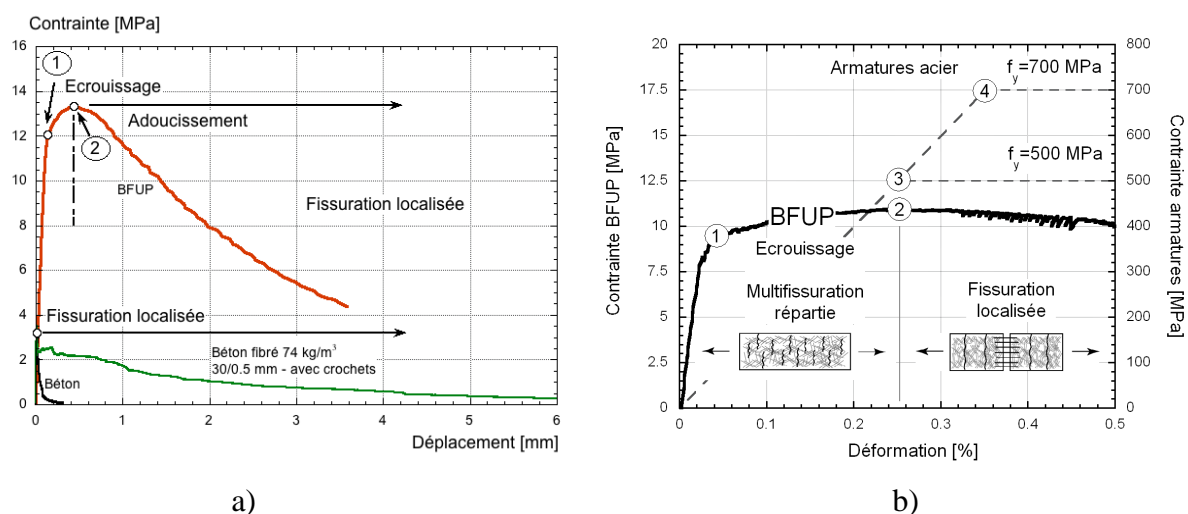 Contrainte [MPa]
16
14
12
10
8
6
4
2
0
1
Ecrouissage
Adoucissement
2
BFUP
Fissuration localisée
Fissuration localisée
Béton fibré 74 kg/m³
30/0.5 mm - avec crochets
Béton
0 1 2 3 4 5 6
Déplacement [mm]
a)
Contrainte BFUP [MPa]
20
17.5
15
12.5
10
7.5
5
2.5
0
Armatures acier
f_y=700 MPa
4
f_y=500 MPa
3
2
1
BFUP
Ecrouissage
Multifissuration
répartie
Fissuration
localisée
800
700
600
500
400
300
200
100
0
Contrainte armatures [MPa]
0 0.1 0.2 0.3 0.4 0.5
Déformation [%]
b)